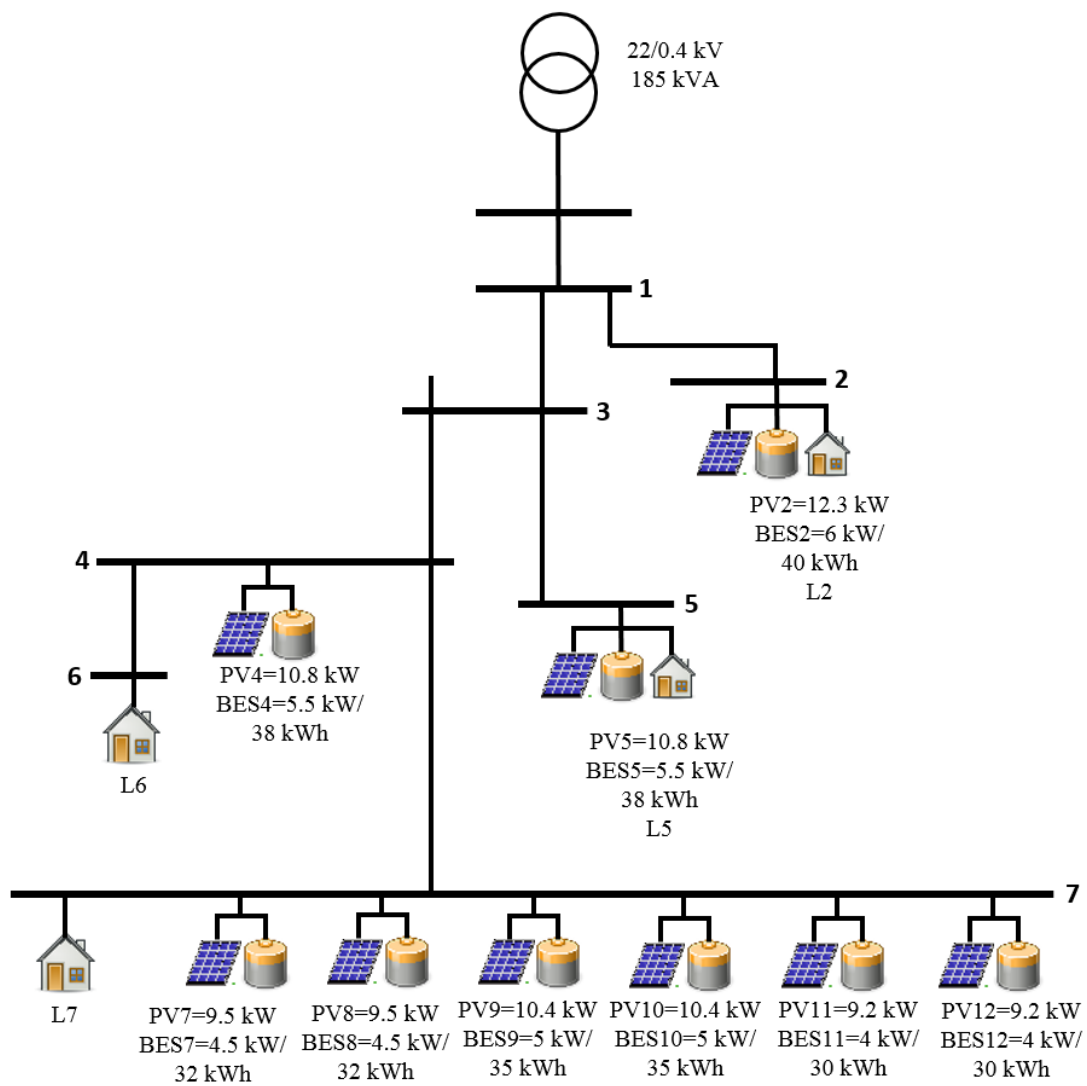 22/0.4 kV
185 kVA
1
2
3
PV2=12.3 kW
BES2=6 kW/
40 kWh
L2
4
5
6
PV4=10.8 kW
BES4=5.5 kW/
38 kWh
PV5=10.8 kW
BES5=5.5 kW/
38 kWh
L5
L6
7
L7
PV7=9.5 kW
BES7=4.5 kW/
32 kWh
PV8=9.5 kW
BES8=4.5 kW/
32 kWh
PV9=10.4 kW
BES9=5 kW/
35 kWh
PV10=10.4 kW
BES10=5 kW/
35 kWh
PV11=9.2 kW
BES11=4 kW/
30 kWh
PV12=9.2 kW
BES12=4 kW/
30 kWh